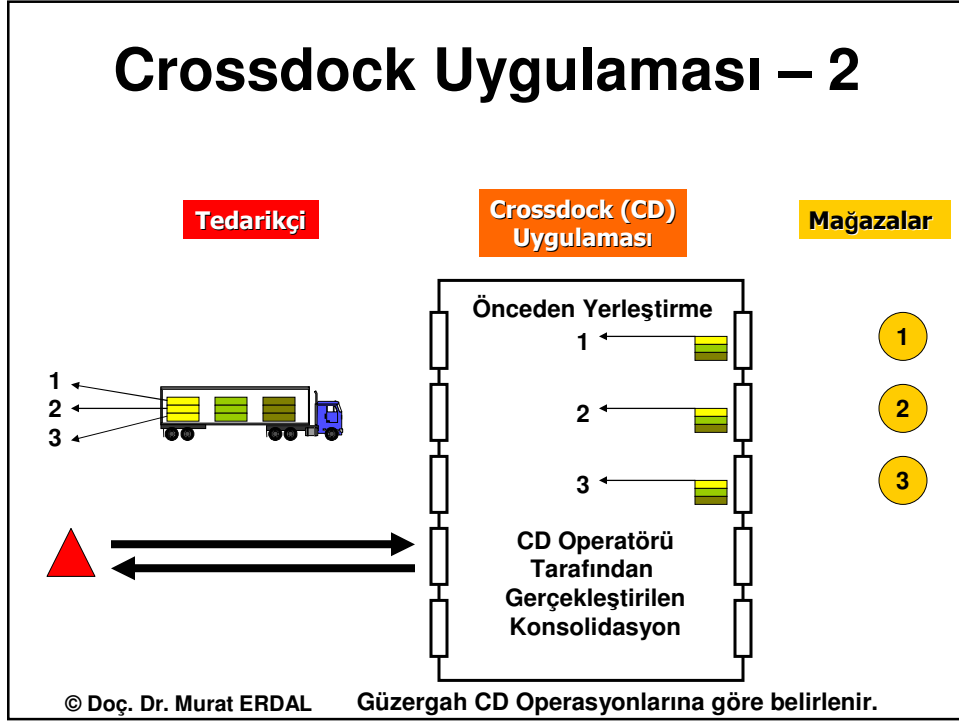 Crossdock Uygulaması – 2
Tedarikçi
Crossdock (CD)
Uygulaması
Mağazalar
Önceden Yerleştirme
1
1
1
2
2
2
3
3
3
CD Operatörü
Tarafından
Gerçekleştirilen
Konsolidasyon
© Doç. Dr. Murat ERDAL
Güzergah CD Operasyonlarına göre belirlenir.